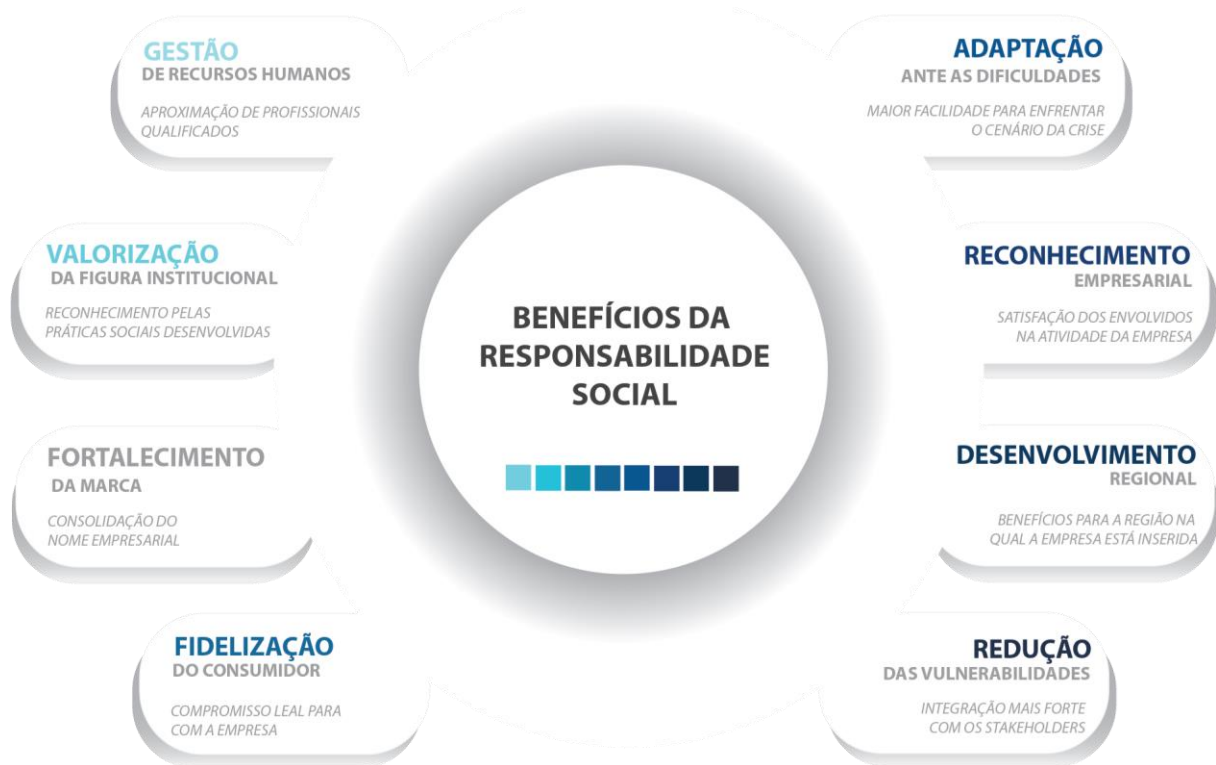 GESTÃO
DE RECURSOS HUMANOS
APROXIMAÇÃO DE PROFISSIONAIS
QUALIFICADOS
VALORIZAÇÃO
DA FIGURA INSTITUCIONAL
RECONHECIMENTO PELAS
PRÁTICAS SOCIAIS DESENVOLVIDAS
FORTALECIMENTO
DA MARCA
CONSOLIDAÇÃO DO
NOME EMPRESARIAL
FIDELIZAÇÃO
DO CONSUMIDOR
COMPROMISSO LEAL PARA
COM A EMPRESA
BENEFÍCIOS DA
RESPONSABILIDADE
SOCIAL
ADAPTAÇÃO
ANTE AS DIFICULDADES
MAIOR FACILIDADE PARA ENFRENTAR
O CENÁRIO DA CRISE
RECONHECIMENTO
EMPRESARIAL
SATISFAÇÃO DOS ENVOLVIDOS
NA ATIVIDADE DA EMPRESA
DESENVOLVIMENTO
REGIONAL
BENEFÍCIOS PARA A REGIÃO NA
QUAL A EMPRESA ESTÁ INSERIDA
REDUÇÃO
DAS VULNERABILIDADES
INTEGRAÇÃO MAIS FORTE
COM OS STAKEHOLDERS